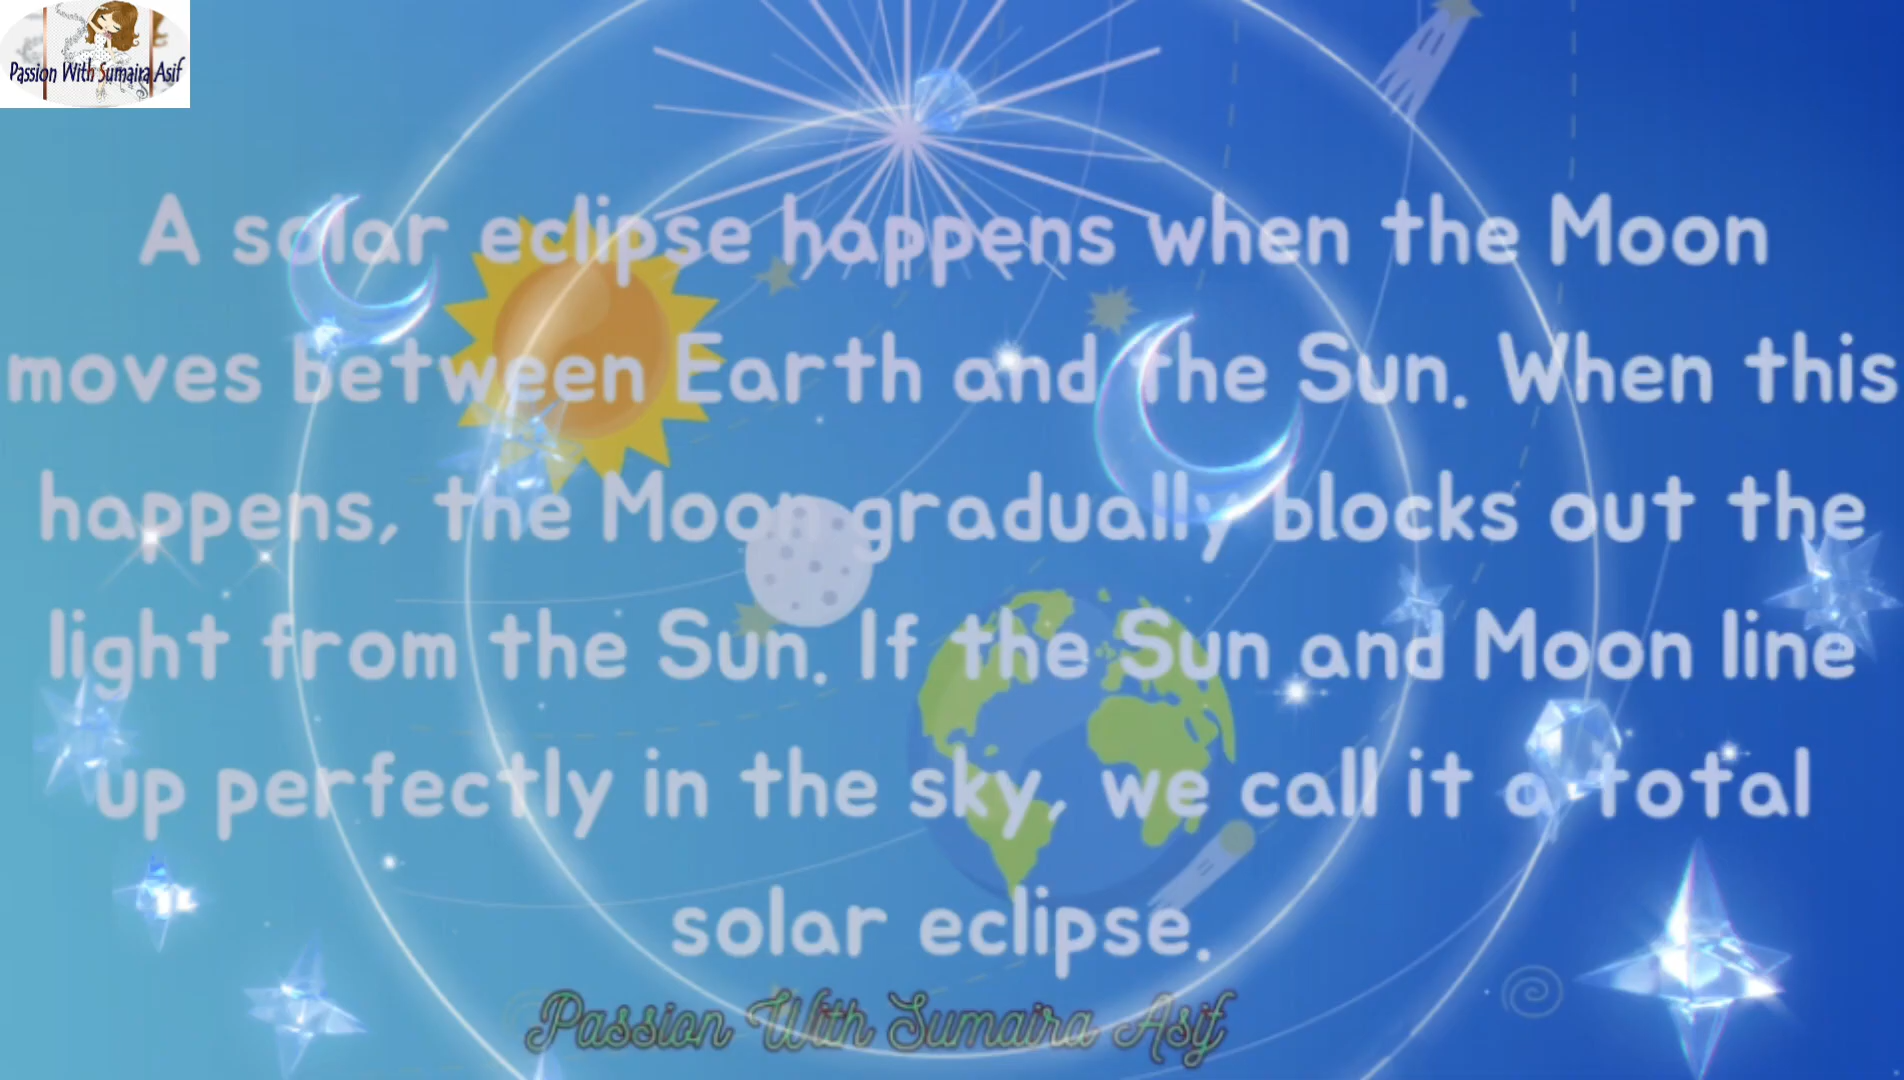 Passion With Sumaira Asif
A solar eclipse happens when the Moon
moves between Earth and the Sun. When this
happens, the Moon gradually blocks out the
light from the Sun. If the Sun and Moon line
up perfectly in the sky, we call it a total
solar eclipse.
Passion With Sumaira Asif